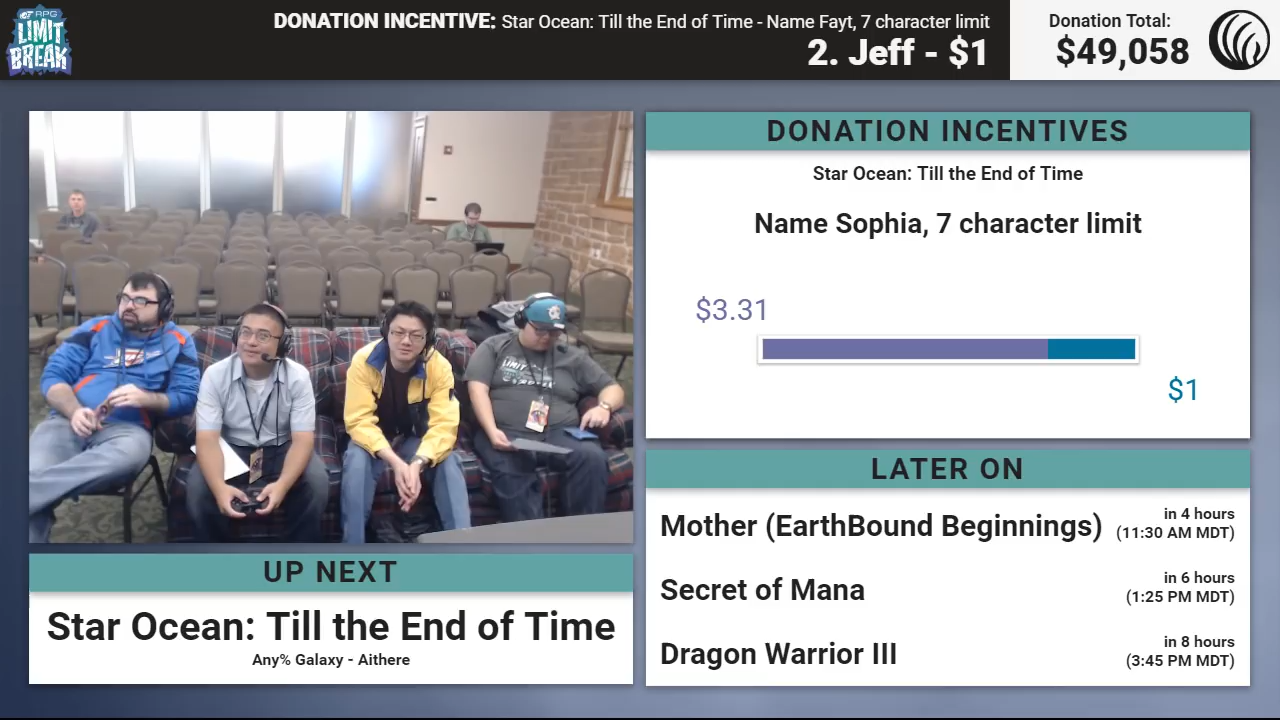 RPG
LIMIT
BREAK
DONATION INCENTIVE: Star Ocean: Till the End of Time - Name Fayt, 7 character limit
2. Jeff - $1
Donation Total:
$49,058
DONATION INCENTIVES
Star Ocean: Till the End of Time
Name Sophia, 7 character limit
$3.31
$1
UP NEXT
Star Ocean: Till the End of Time
Any% Galaxy - Aithere
LATER ON
Mother (EarthBound Beginnings)
in 4 hours
(11:30 AM MDT)
Secret of Mana
in 6 hours
(1:25 PM MDT)
Dragon Warrior III
in 8 hours
(3:45 PM MDT)